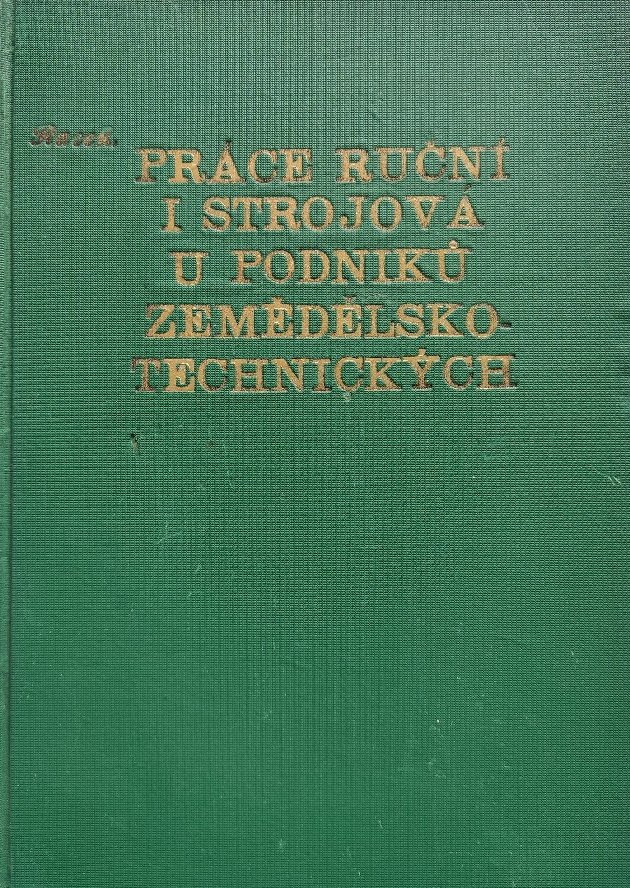 PRÁCE RUČNÍ
I STROJOVÁ
U PODNIKŮ
ZEMĚDĚLSKO-
TECHNICKÝCH